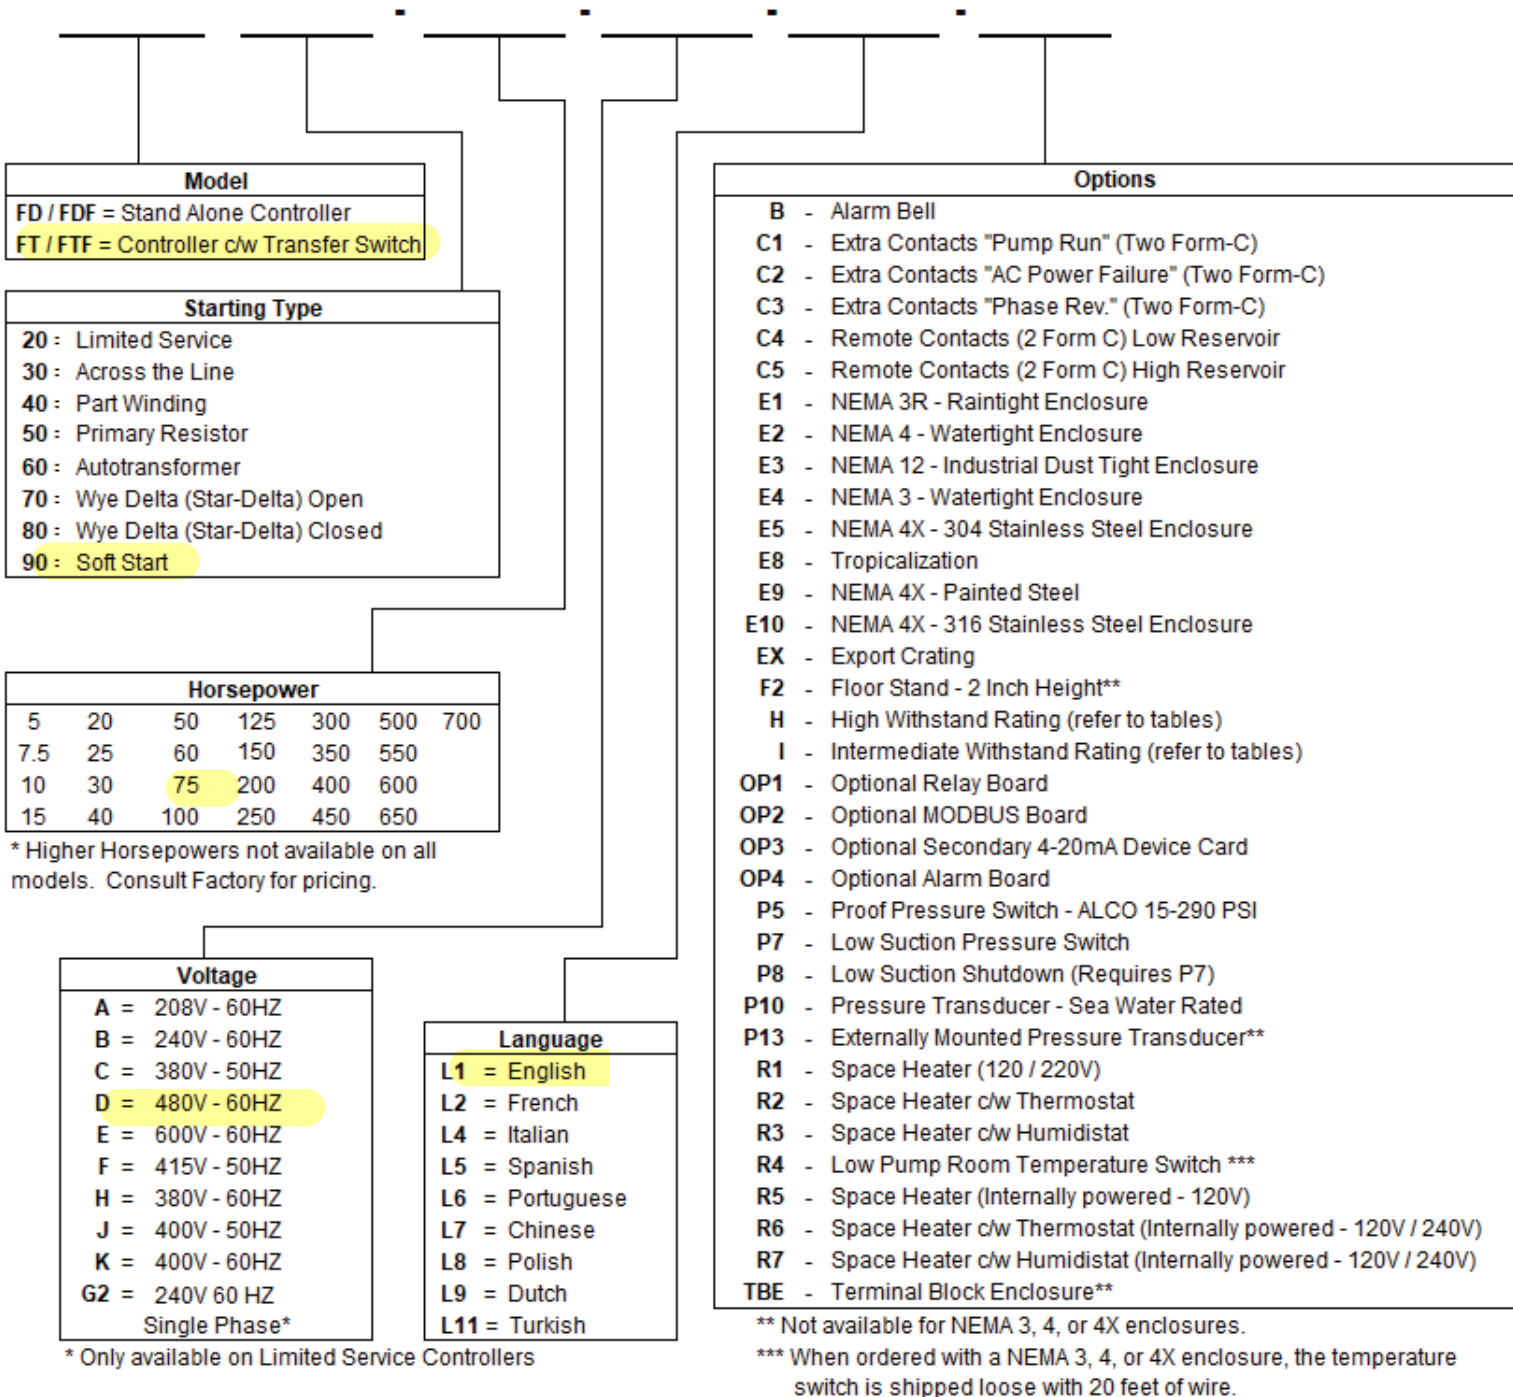 - - - -
Model
FD / FDF = Stand Alone Controller
FT / FTF = Controller c/w Transfer Switch
Starting Type
20 : Limited Service
30 : Across the Line
40 : Part Winding
50 : Primary Resistor
60 : Autotransformer
70 : Wye Delta (Star-Delta) Open
80 : Wye Delta (Star-Delta) Closed
90 : Soft Start
Horsepower
5 20 50 125 300 500 700
7.5 25 60 150 350 550
10 30 75 200 400 600
15 40 100 250 450 650
* Higher Horsepowers not available on all
models. Consult Factory for pricing.
Voltage
A = 208V - 60HZ
B = 240V - 60HZ
C = 380V - 50HZ
D = 480V - 60HZ
E = 600V - 60HZ
F = 415V - 50HZ
H = 380V - 60HZ
J = 400V - 50HZ
K = 400V - 60HZ
G2 = 240V 60 HZ
Single Phase*
* Only available on Limited Service Controllers
Language
L1 = English
L2 = French
L4 = Italian
L5 = Spanish
L6 = Portuguese
L7 = Chinese
L8 = Polish
L9 = Dutch
L11 = Turkish
Options
B - Alarm Bell
C1 - Extra Contacts "Pump Run" (Two Form-C)
C2 - Extra Contacts "AC Power Failure" (Two Form-C)
C3 - Extra Contacts "Phase Rev." (Two Form-C)
C4 - Remote Contacts (2 Form C) Low Reservoir
C5 - Remote Contacts (2 Form C) High Reservoir
E1 - NEMA 3R - Raintight Enclosure
E2 - NEMA 4 - Watertight Enclosure
E3 - NEMA 12 - Industrial Dust Tight Enclosure
E4 - NEMA 3 - Watertight Enclosure
E5 - NEMA 4X - 304 Stainless Steel Enclosure
E8 - Tropicalization
E9 - NEMA 4X - Painted Steel
E10 - NEMA 4X - 316 Stainless Steel Enclosure
EX - Export Crating
F2 - Floor Stand - 2 Inch Height**
H - High Withstand Rating (refer to tables)
I - Intermediate Withstand Rating (refer to tables)
OP1 - Optional Relay Board
OP2 - Optional MODBUS Board
OP3 - Optional Secondary 4-20mA Device Card
OP4 - Optional Alarm Board
P5 - Proof Pressure Switch - ALCO 15-290 PSI
P7 - Low Suction Pressure Switch
P8 - Low Suction Shutdown (Requires P7)
P10 - Pressure Transducer - Sea Water Rated
P13 - Externally Mounted Pressure Transducer**
R1 - Space Heater (120 / 220V)
R2 - Space Heater c/w Thermostat
R3 - Space Heater c/w Humidistat
R4 - Low Pump Room Temperature Switch ***
R5 - Space Heater (Internally powered - 120V)
R6 - Space Heater c/w Thermostat (Internally powered - 120V / 240V)
R7 - Space Heater c/w Humidistat (Internally powered - 120V / 240V)
TBE - Terminal Block Enclosure**
** Not available for NEMA 3, 4, or 4X enclosures.
*** When ordered with a NEMA 3, 4, or 4X enclosure, the temperature
switch is shipped loose with 20 feet of wire.